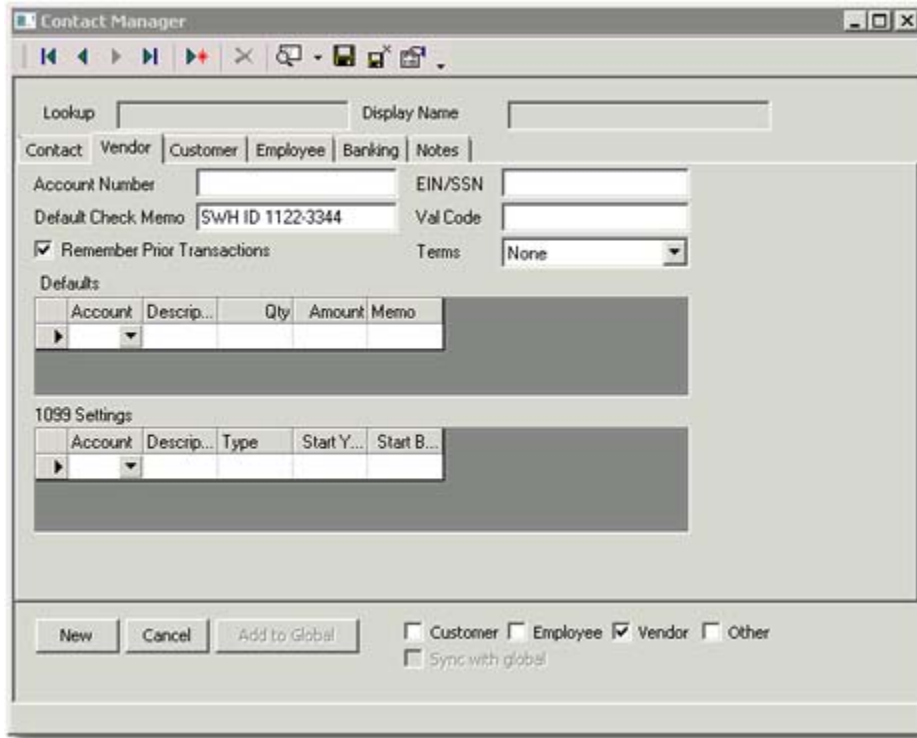 Contact Manager
Lookup Display Name
Contact Vendor Customer Employee Banking Notes
Account Number EIN/SSN
Default Check Memo SWH ID 1122-3344 Val Code
Remember Prior Transactions Terms None
Defaults
Account Descrip... Qty Amount Memo
1099 Settings
Account Descrip... Type Start Y... Start B...
New Cancel Add to Global Customer Employee Vendor Other
Sync with global